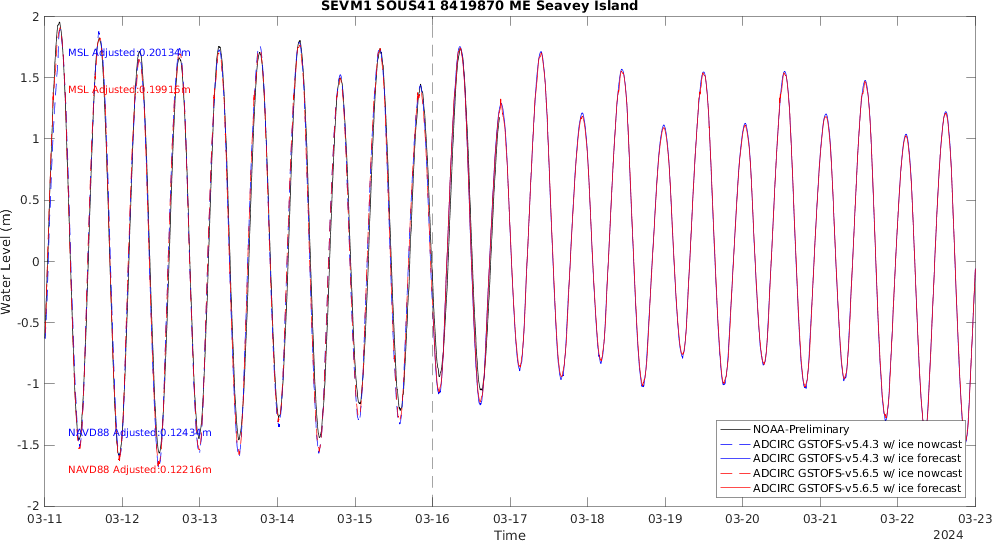 SEVM1 SOUS41 8419870 ME Seavey Island
2
1.5
1
0.5
0
-0.5
-1
-1.5
-2
Water Level (m)
MSL Adjusted:0.20134m
MSL Adjusted:0.19915m
NAVD88 Adjusted:0.12434m
NAVD88 Adjusted:0.12216m
NOAA-Preliminary
ADCIRC GSTOFS-v5.4.3 w/ ice nowcast
ADCIRC GSTOFS-v5.4.3 w/ ice forecast
ADCIRC GSTOFS-v5.6.5 w/ ice nowcast
ADCIRC GSTOFS-v5.6.5 w/ ice forecast
03-11 03-12 03-13 03-14 03-15 03-16 03-17 03-18 03-19 03-20 03-21 03-22 03-23
Time
2024